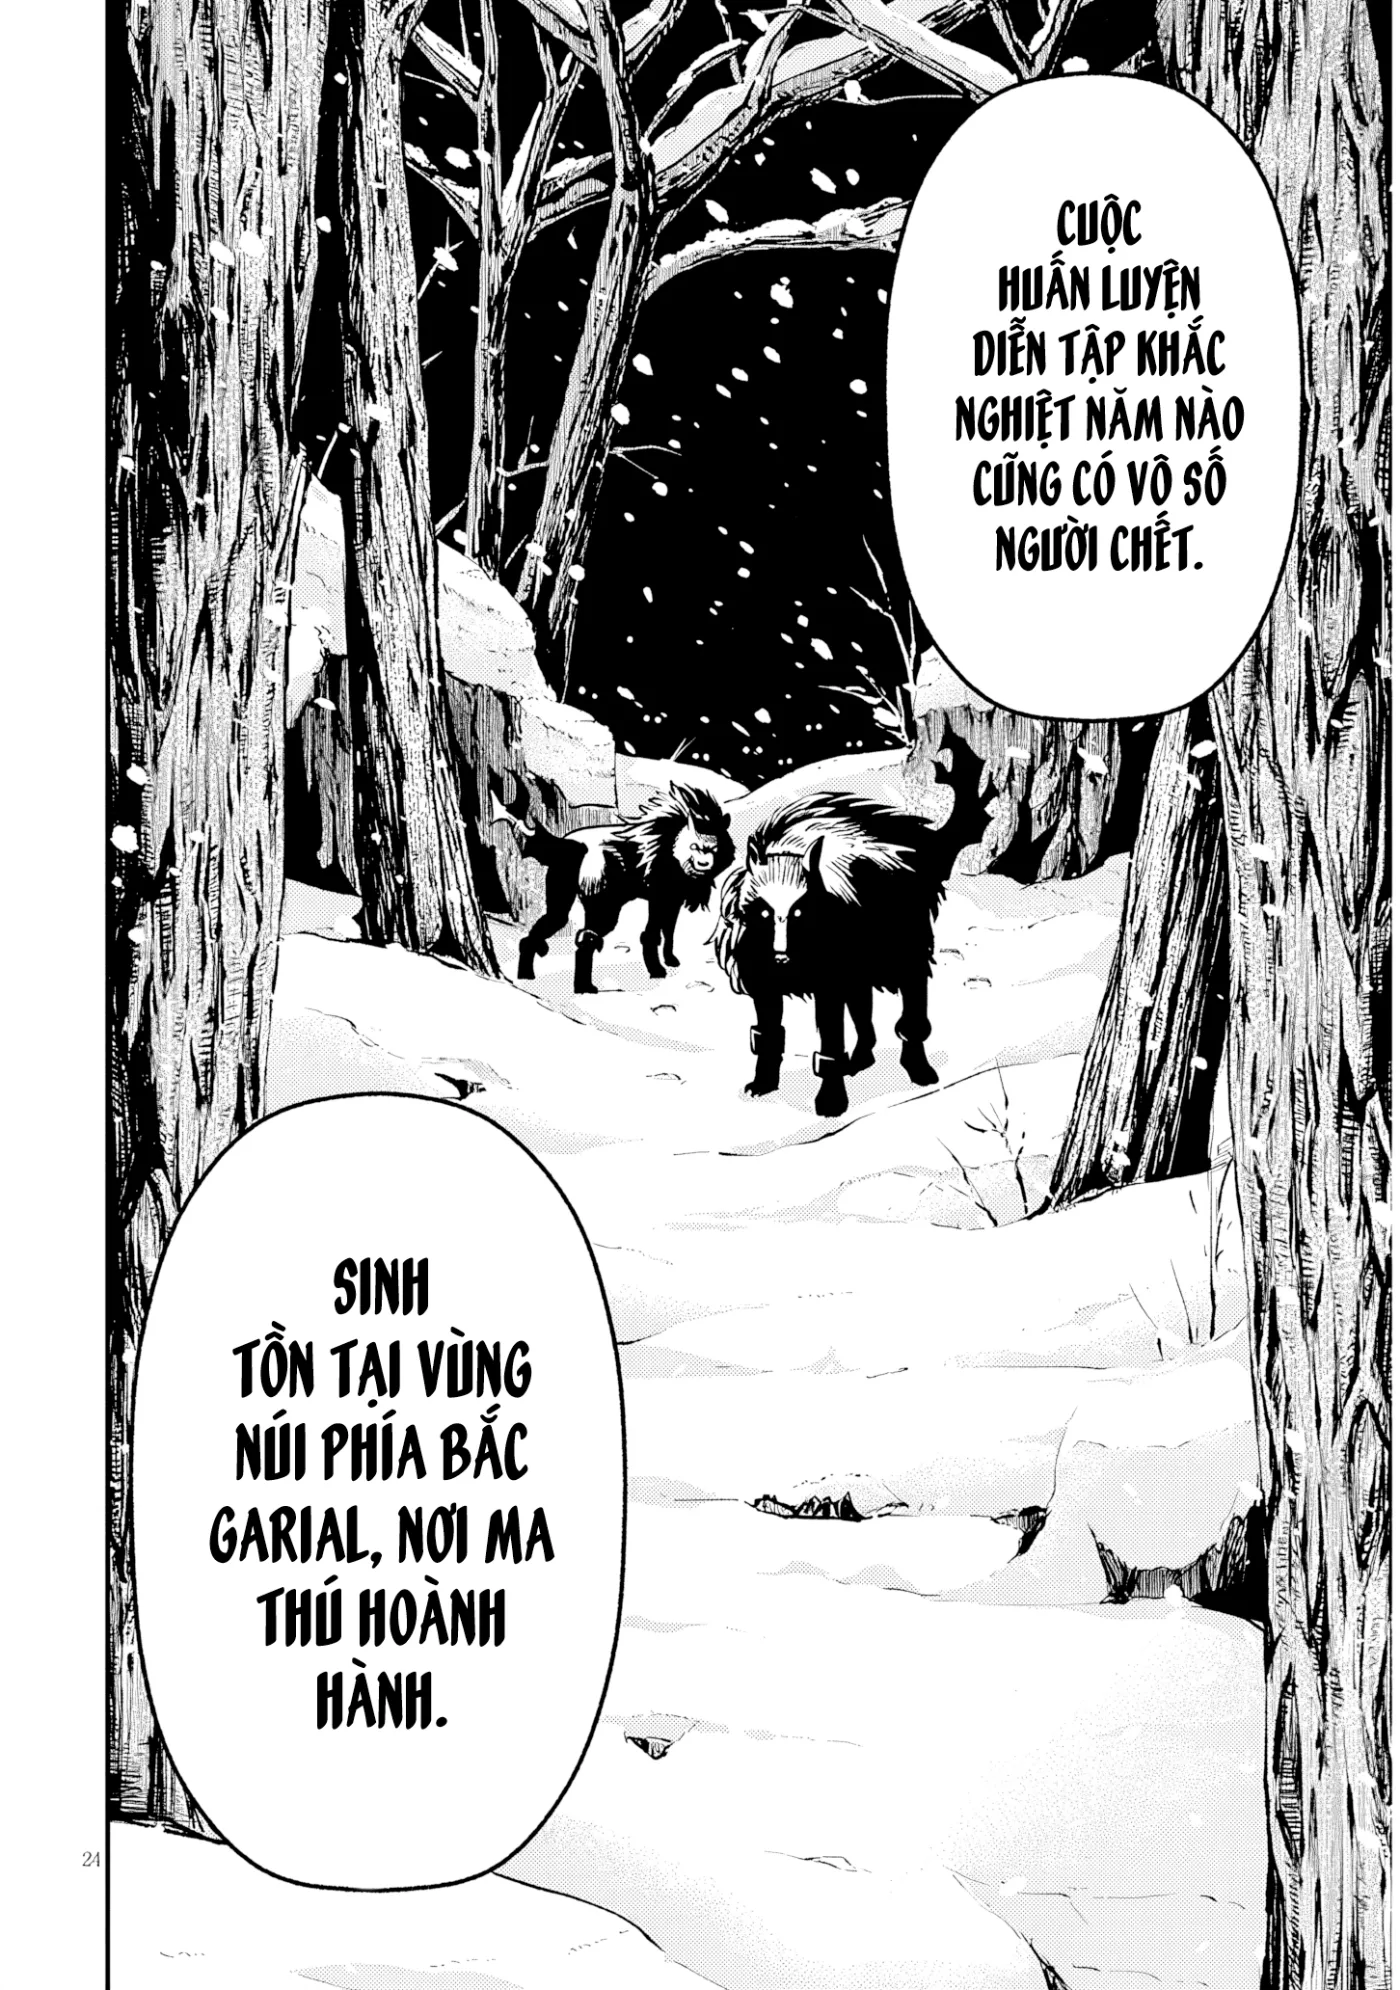 CUỘC
HUẤN LUYỆN
DIỄN TẬP KHẮC
NGHIỆT NĂM NÀO
CŨNG CÓ VÔ SỐ
NGƯỜI CHẾT.
SINH
TỒN TẠI VÙNG
NÚI PHÍA BẮC
GARIAL, NƠI MA
THÚ HOÀNH
HÀNH.
24